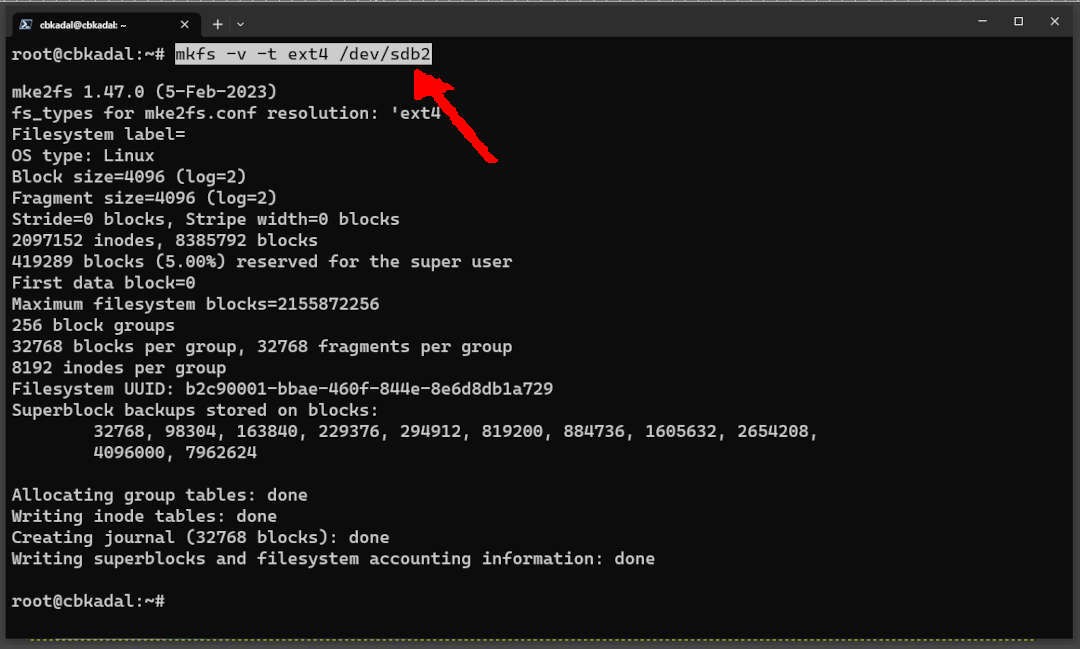 cbkadal@cbkadal: ~
root@cbkadal:~# mkfs -v -t ext4 /dev/sdb2
mke2fs 1.47.0 (5-Feb-2023)
fs_types for mke2fs.conf resolution: 'ext4
Filesystem label=
OS type: Linux
Block size=4096 (log=2)
Fragment size=4096 (log=2)
Stride=0 blocks, Stripe width=0 blocks
2097152 inodes, 8385792 blocks
419289 blocks (5.00%) reserved for the super user
First data block=0
Maximum filesystem blocks=2155872256
256 block groups
32768 blocks per group, 32768 fragments per group
8192 inodes per group
Filesystem UUID: b2c90001-bbae-460f-844e-8e6d8db1a729
Superblock backups stored on blocks:
32768, 98304, 163840, 229376, 294912, 819200, 884736, 1605632, 2654208,
4096000, 7962624
Allocating group tables: done
Writing inode tables: done
Creating journal (32768 blocks): done
Writing superblocks and filesystem accounting information: done
root@cbkadal:~#